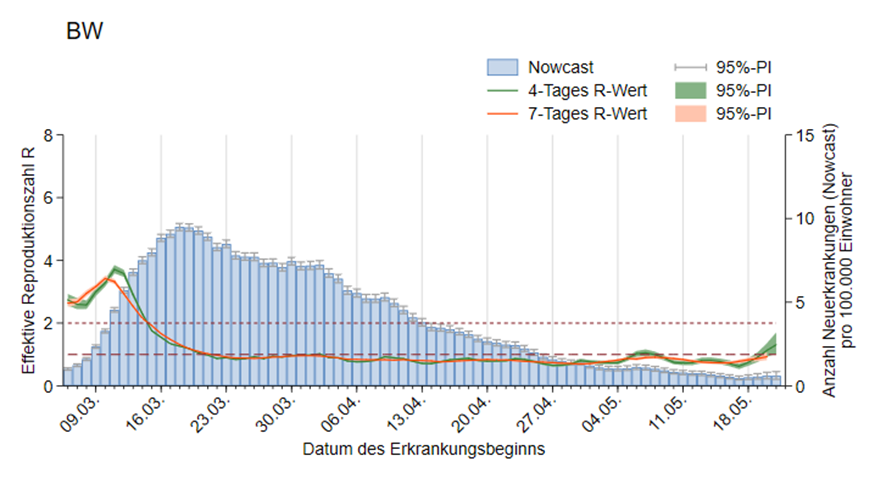 BW
Nowcast
95%-PI
4-Tages R-Wert
95%-PI
7-Tages R-Wert
95%-PI
Effektive Reproduktionszahl R
8
6
4
2
0
15
10
5
0
Anzahl Neuerkrankungen (Nowcast)
pro 100.000 Einwohner
09.03.
16.03.
23.03.
30.03.
06.04.
13.04.
20.04.
27.04.
04.05.
11.05.
18.05.
Datum des Erkrankungsbeginns